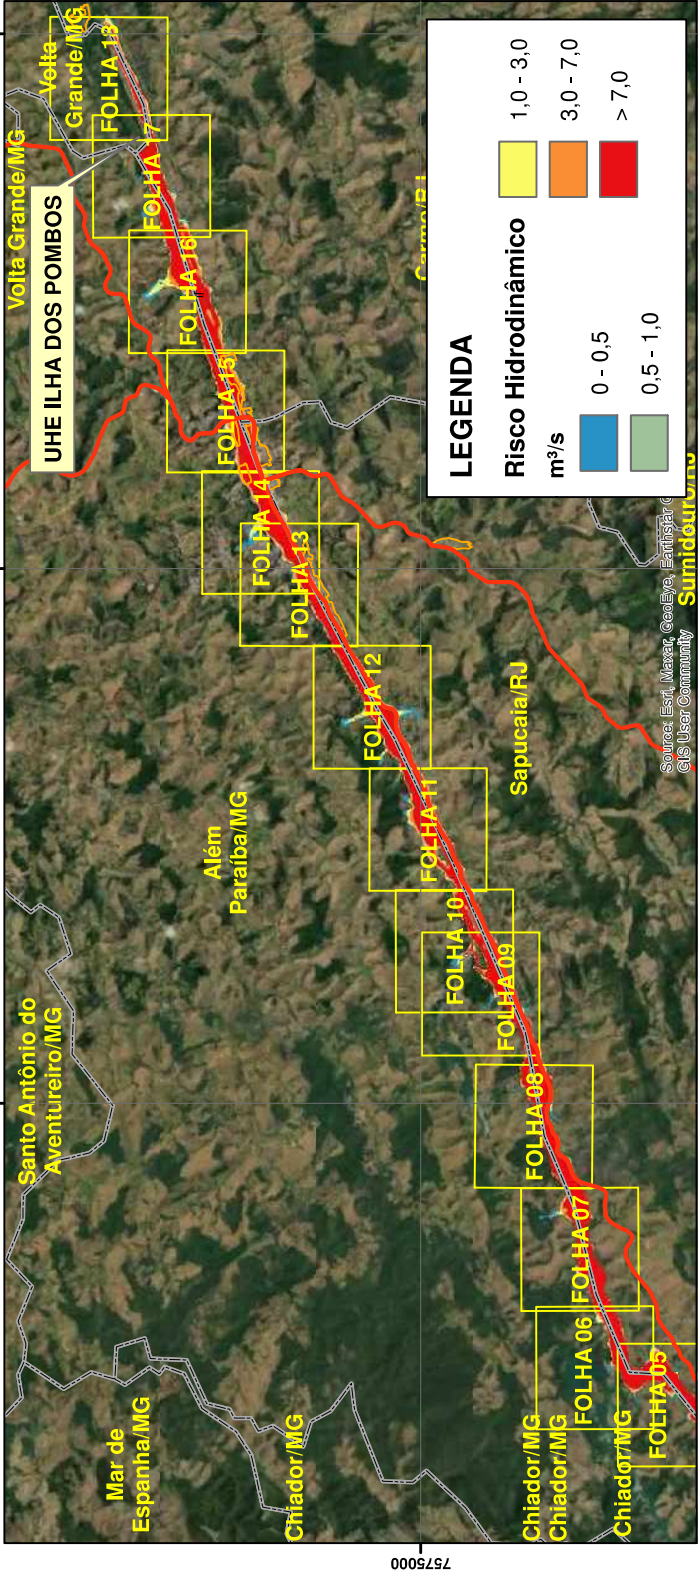 Mar de
Espanha/MG
Chiador/MG
Chiador/MG
Chiador/MG
Chiador/MG
Santo Antônio do
Aventureiro/MG
Além
Paraíba/MG
Sapucaia/RJ
Volta Grande/MG
Volta
Grande/MG
UHE ILHA DOS POMBOS
FOLHA 05
FOLHA 06
FOLHA 07
FOLHA 08
FOLHA 09
FOLHA 10
FOLHA 11
FOLHA 12
FOLHA 13
FOLHA 14
FOLHA 15
FOLHA 16
FOLHA 17
FOLHA 18
Carmo/RJ
Sumidouro/RJ
Source: Esri, Maxar, GeoEye, Earthstar G
GIS User Community
LEGENDA
Risco Hidrodinâmico
m³/s
0 - 0,5
0,5 - 1,0
1,0 - 3,0
3,0 - 7,0
> 7,0
7575000